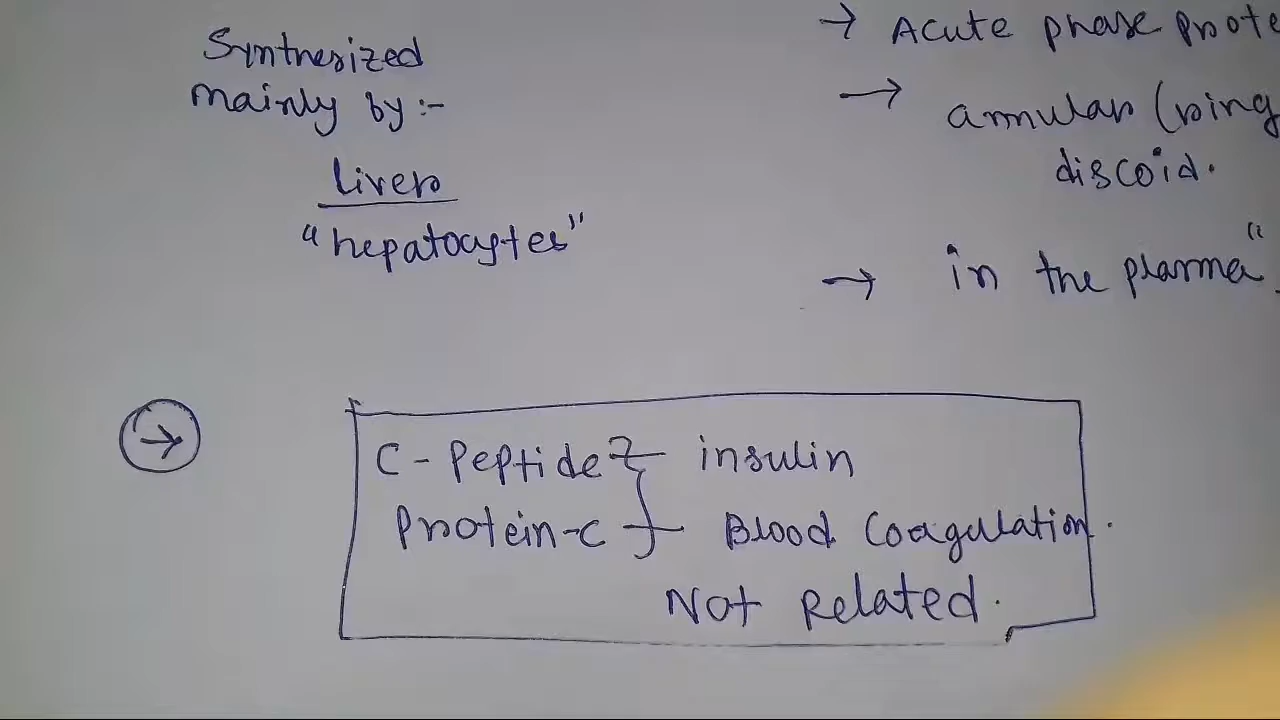 Synthesized
mainly by:-
Liver
"hepatocytes"
→ Acute phase prote
→ annular (ring
discoid.
→ in the plasma"
→ C-Peptide - insulin
Protein-c - Blood Coagulation.
Not Related.